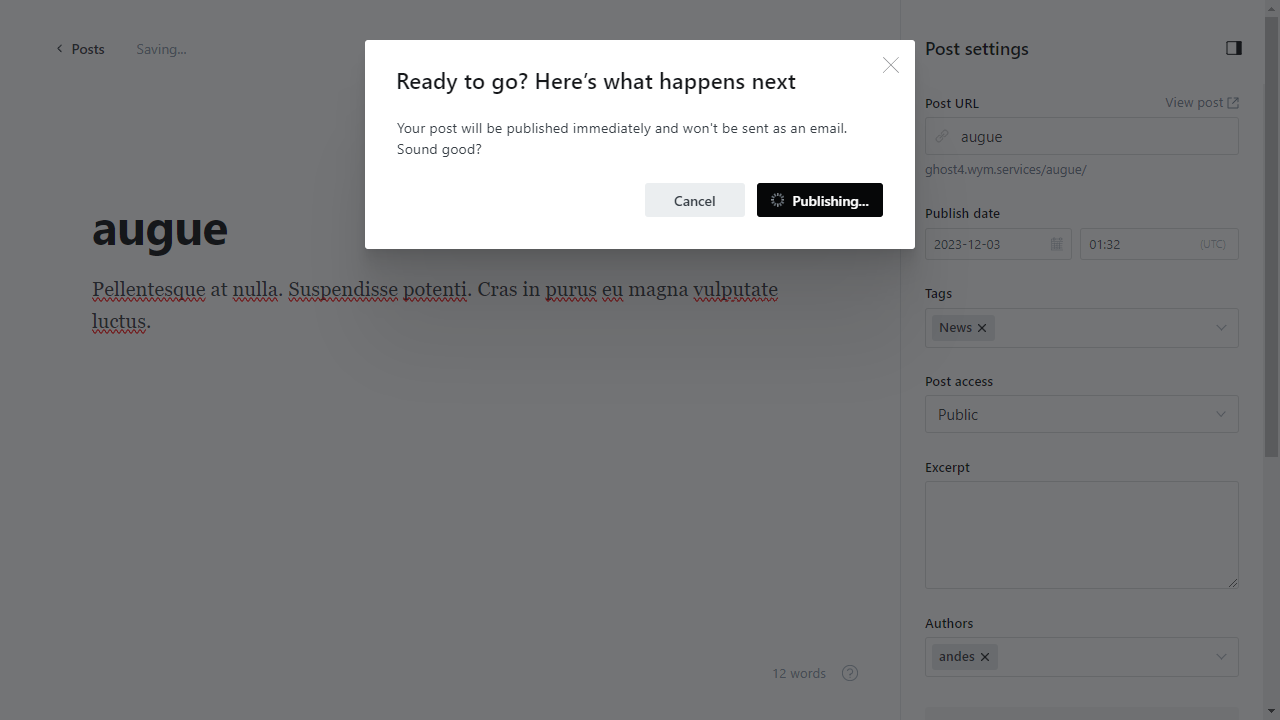 Posts
Saving...
Ready to go? Here's what happens next
Your post will be published immediately and won't be sent as an email.
Sound good?
Cancel
Publishing...
augue
Pellentesque at nulla. Suspendisse potenti. Cras in purus eu magna vulputate
luctus.
12 words
?
Post settings
Post URL
View post
augue
ghost4.wym.services/augue/
Publish date
2023-12-03
01:32
(UTC)
Tags
News
Post access
Public
Excerpt
Authors
andes